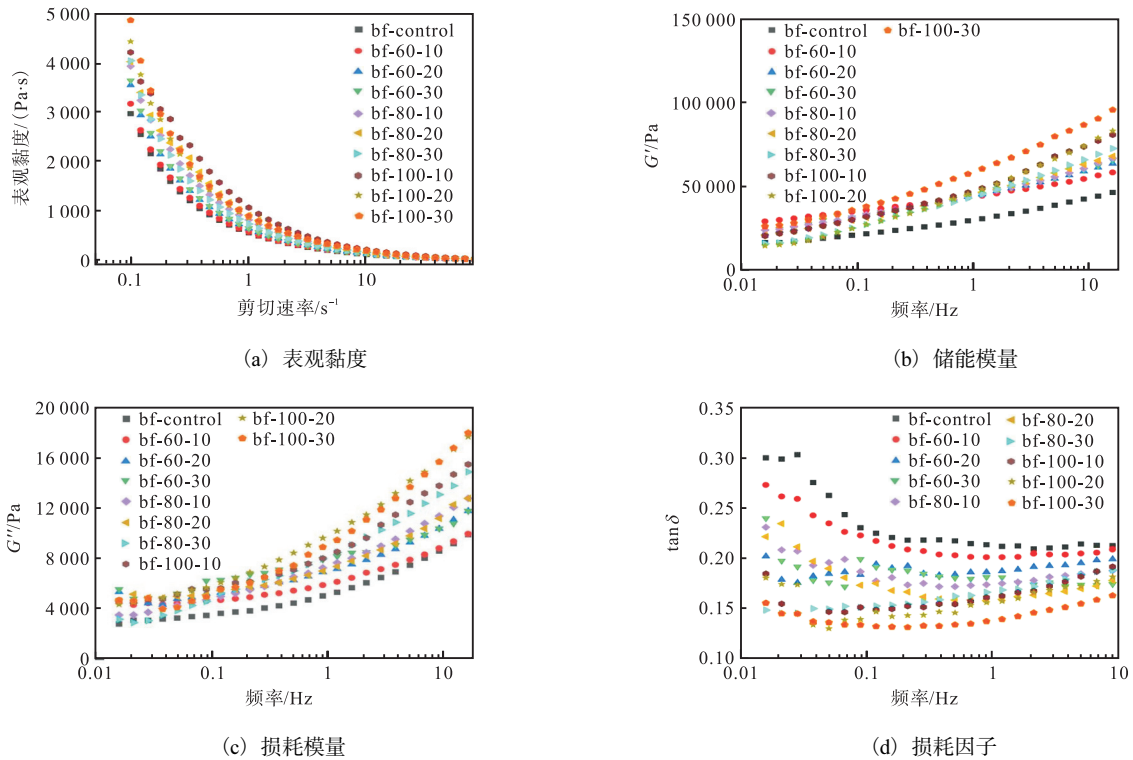 5 000
4 000
3 000
2 000
1 000
0
表观黏度/(Pa·s)
bf-control
bf-60-10
bf-60-20
bf-60-30
bf-80-10
bf-80-20
bf-80-30
bf-100-10
bf-100-20
bf-100-30
0.1
1
10
剪切速率/s⁻¹
(a) 表观黏度
150 000
100 000
50 000
0
G′/Pa
bf-control
bf-100-30
bf-60-10
bf-60-20
bf-60-30
bf-80-10
bf-80-20
bf-80-30
bf-100-10
bf-100-20
0.01
0.1
1
10
频率/Hz
(b) 储能模量
20 000
16 000
12 000
8 000
4 000
0
G″/Pa
bf-control
bf-100-20
bf-60-10
bf-100-30
bf-60-20
bf-60-30
bf-80-10
bf-80-20
bf-80-30
bf-100-10
0.01
0.1
1
10
频率/Hz
(c) 损耗模量
0.35
0.30
0.25
0.20
0.15
0.10
tanδ
bf-control
bf-80-20
bf-60-10
bf-80-30
bf-60-20
bf-100-10
bf-60-30
bf-100-20
bf-80-10
bf-100-30
0.01
0.1
1
10
频率/Hz
(d) 损耗因子